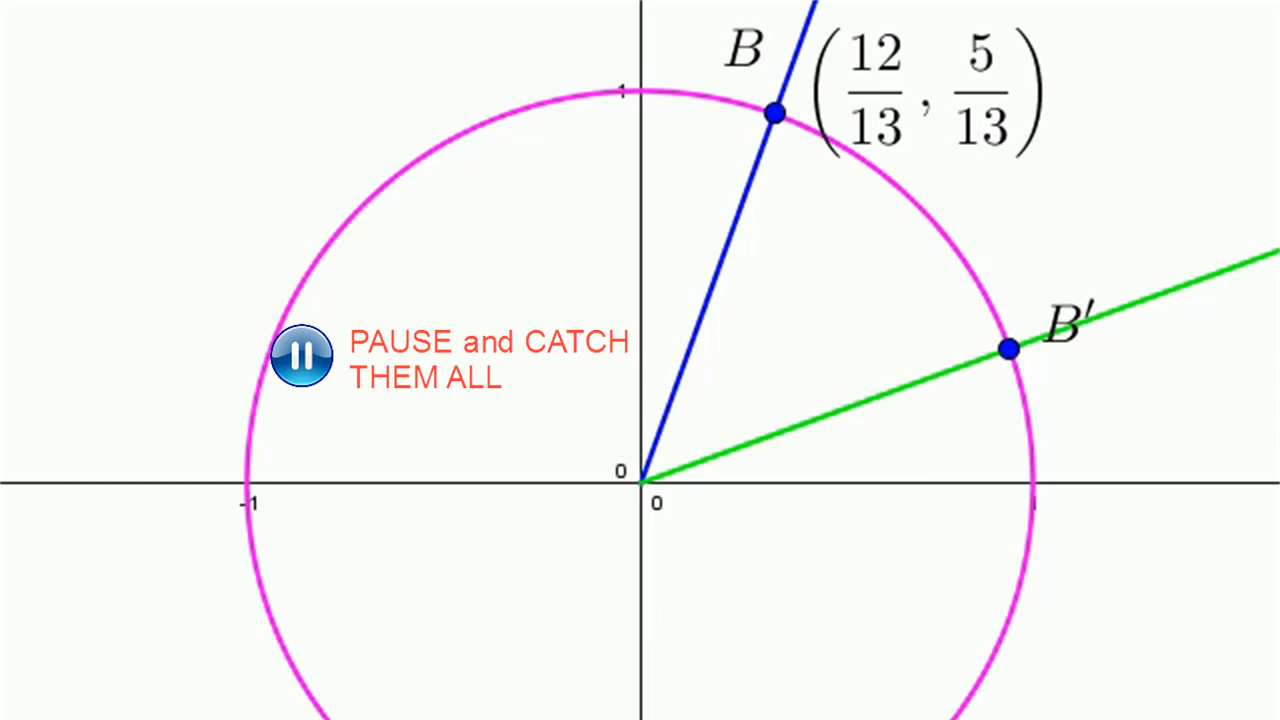 B (12/13, 5/13)
1
B′
PAUSE and CATCH
THEM ALL
0
-1 0 1